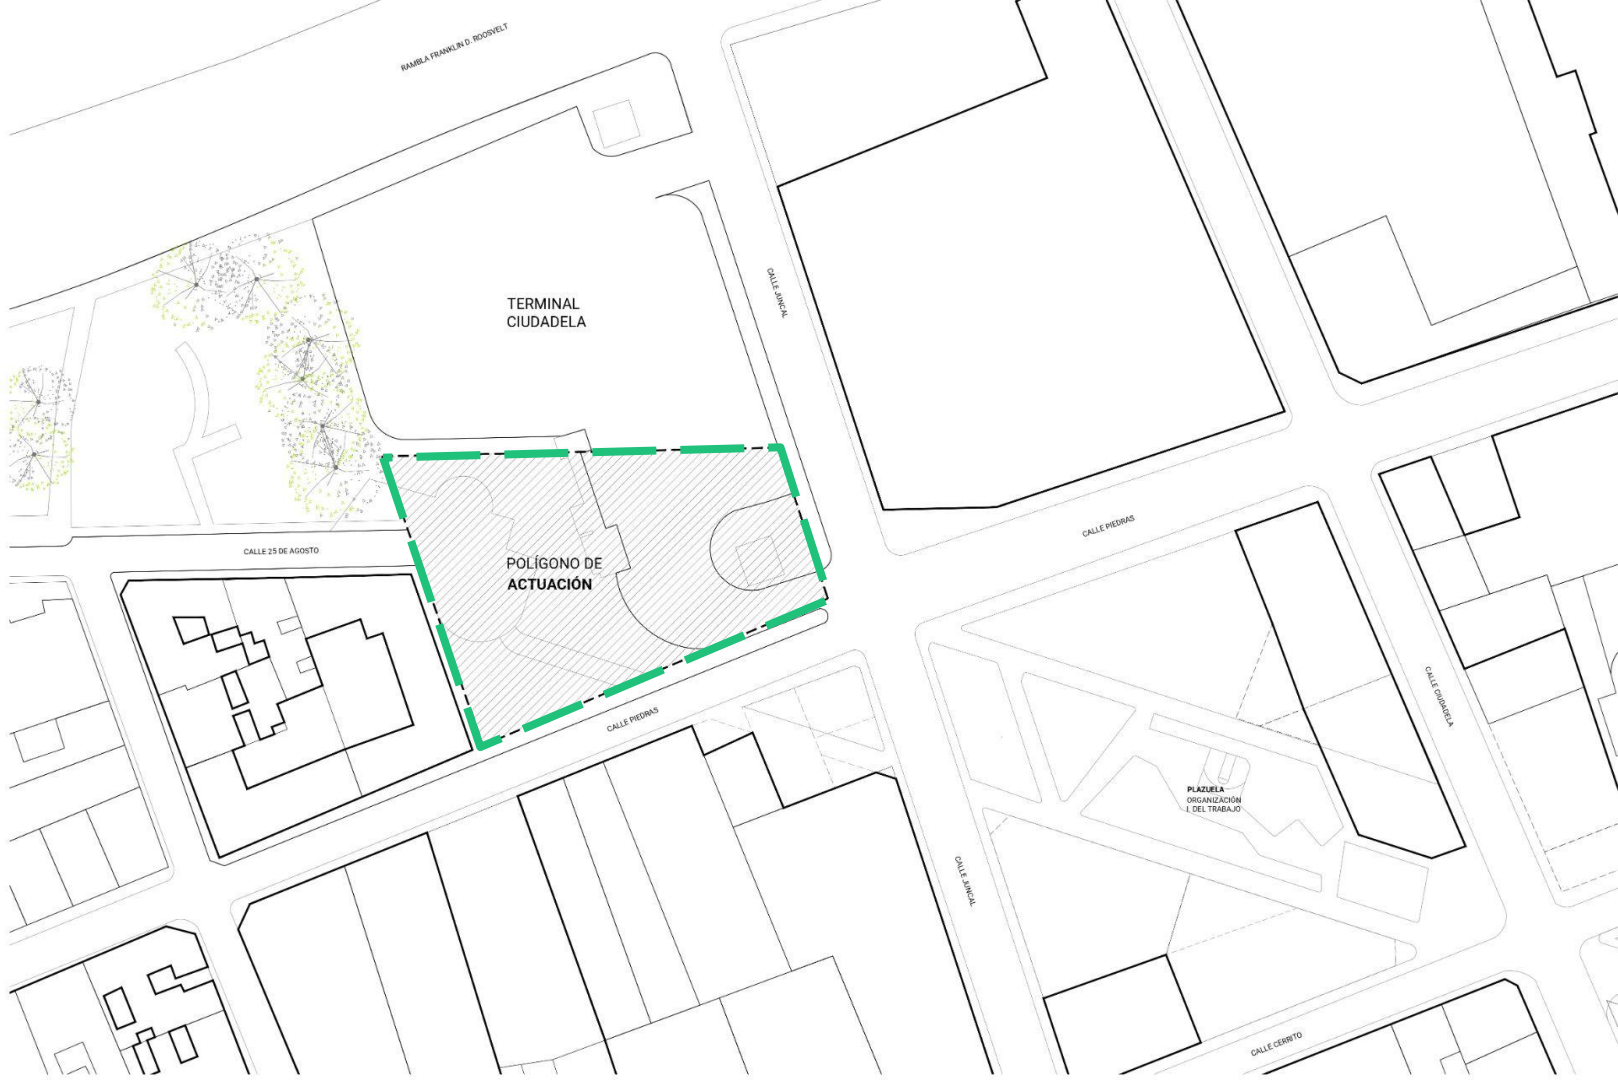 RAMBLA FRANKLIN D. ROOSVELT
TERMINAL
CIUDADELA
CALLE JUNCAL
CALLE PIEDRAS
CALLE 25 DE AGOSTO
POLÍGONO DE
ACTUACIÓN
CALLE PIEDRAS
CALLE CIUDADELA
PLAZUELA
ORGANIZACIÓN
I. DEL TRABAJO
CALLE JUNCAL
CALLE CERRITO